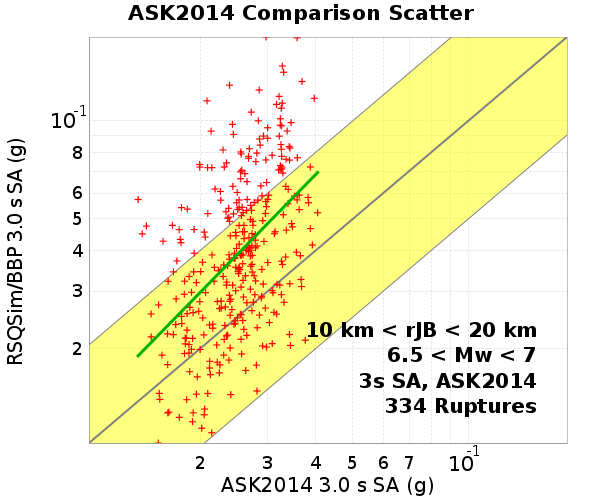 ASK2014 Comparison Scatter
RSQSim/BBP 3.0 s SA (g)
10-1
8
6
5
4
3
2
10 km < rJB < 20 km
6.5 < Mw < 7
3s SA, ASK2014
334 Ruptures
2 3 4 5 6 7 10-1
ASK2014 3.0 s SA (g)